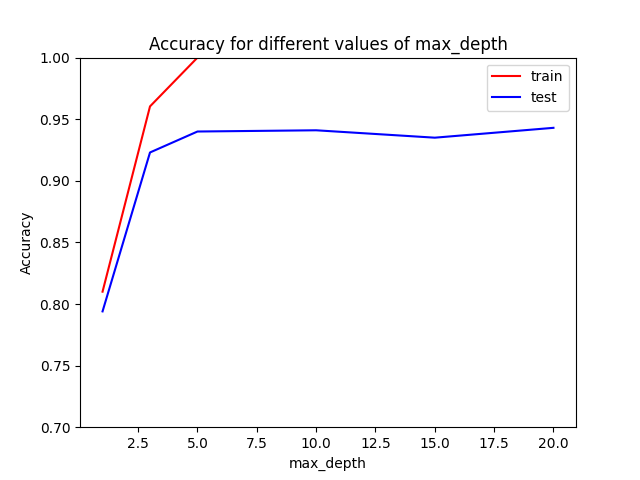 Accuracy for different values of max_depth
train
test
1.00
0.95
0.90
0.85
0.80
0.75
0.70
Accuracy
2.5 5.0 7.5 10.0 12.5 15.0 17.5 20.0
max_depth